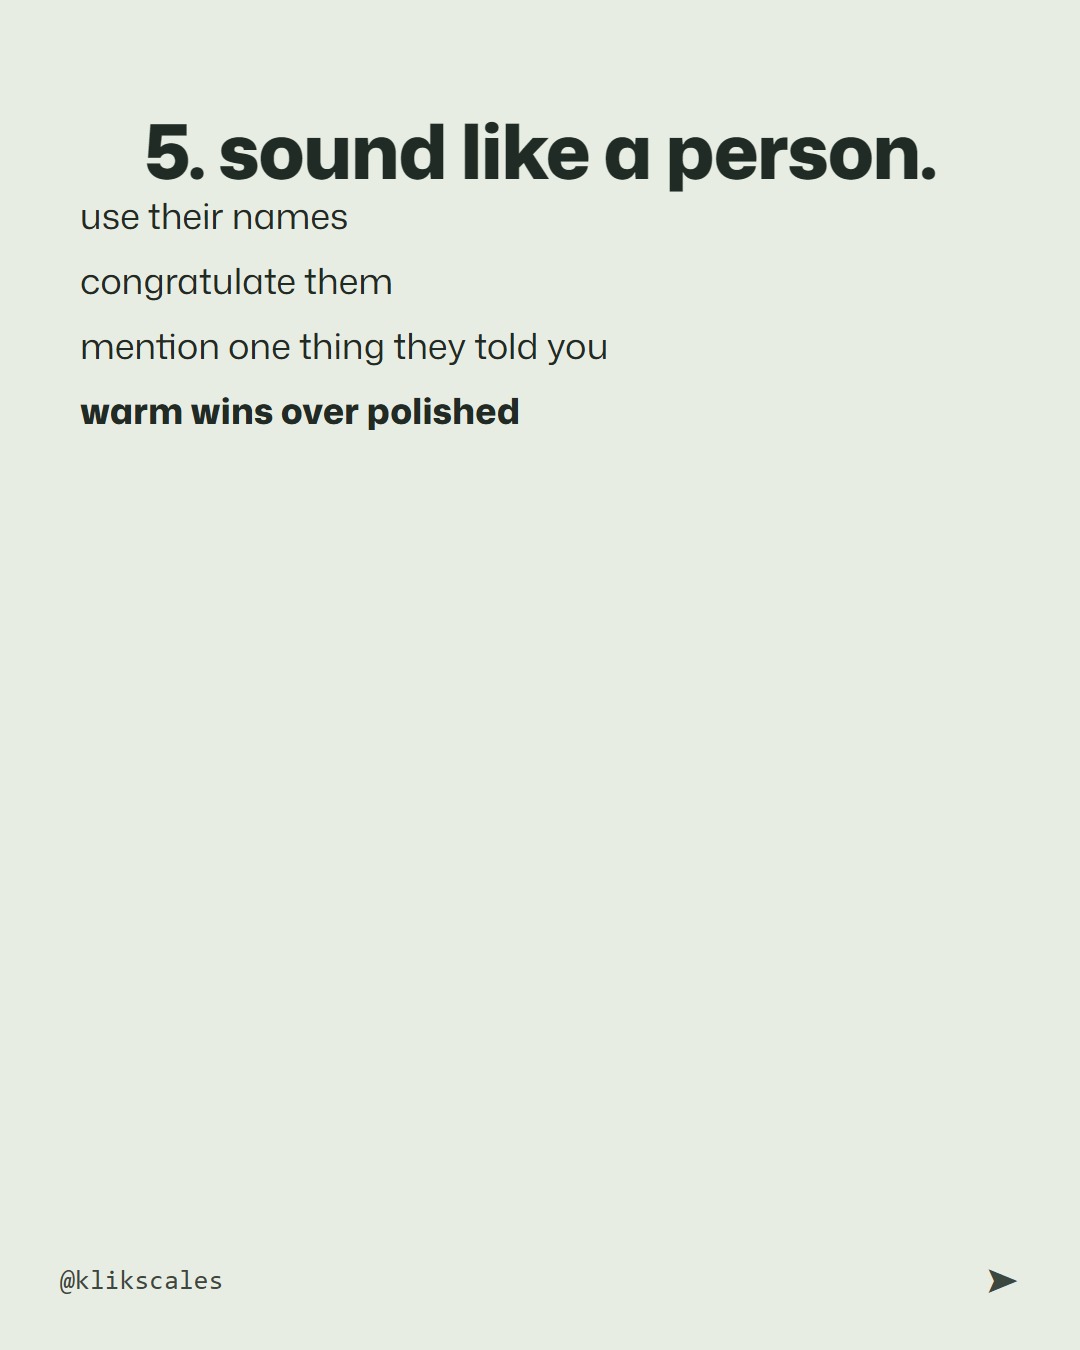 5. sound like a person.
use their names
congratulate them
mention one thing they told you
warm wins over polished
@klikscales